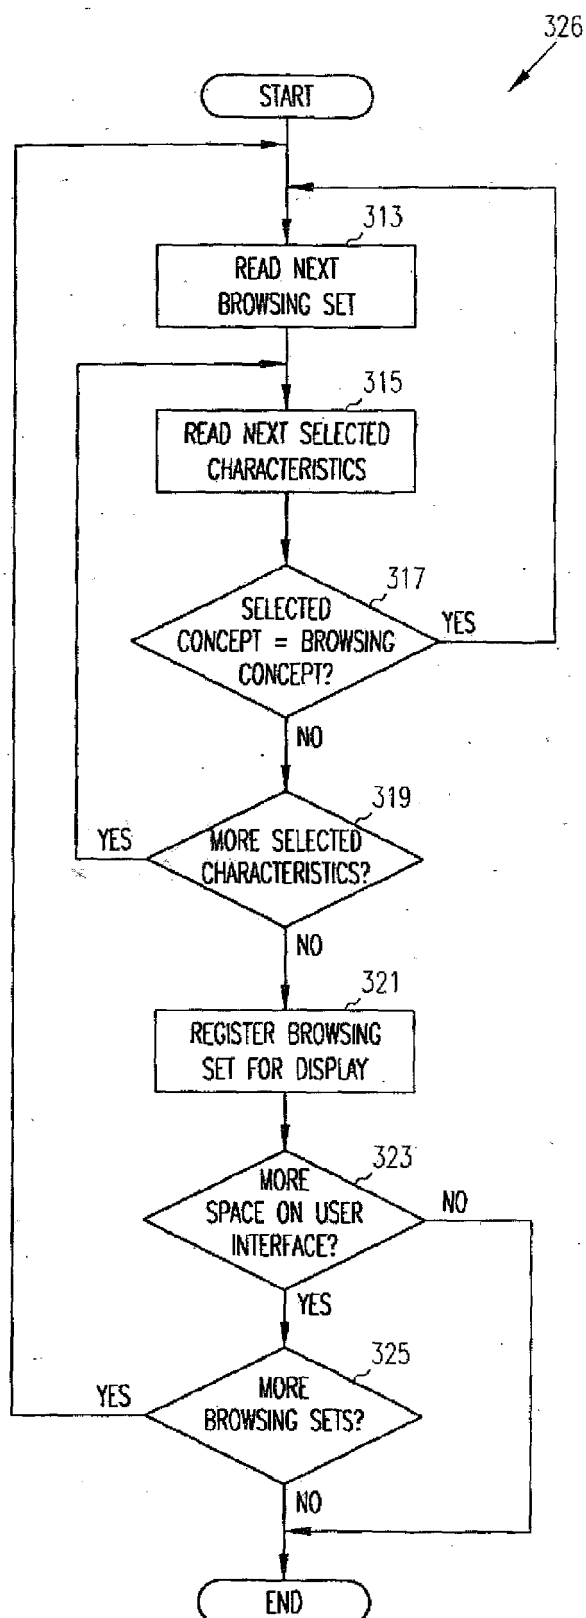 326
START
313
READ NEXT
BROWSING SET
315
READ NEXT SELECTED
CHARACTERISTICS
317
SELECTED
CONCEPT = BROWSING
CONCEPT?
YES
NO
319
YES
MORE SELECTED
CHARACTERISTICS?
NO
321
REGISTER BROWSING
SET FOR DISPLAY
323
MORE
SPACE ON USER
INTERFACE?
NO
YES
325
YES
MORE
BROWSING SETS?
NO
END